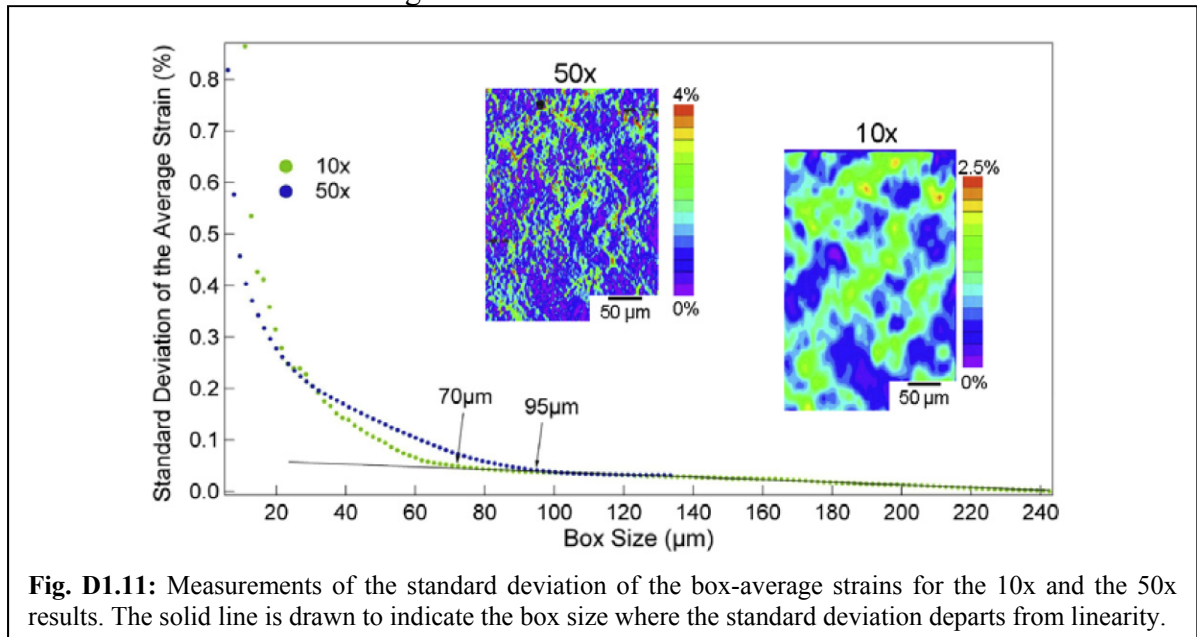 Standard Deviation of the Average Strain (%)
0.8
0.7
0.6
0.5
0.4
0.3
0.2
0.1
0.0
10x
50x
50x
4%
0%
50 µm
10x
2.5%
0%
50 µm
70µm
95µm
20 40 60 80 100 120 140 160 180 200 220 240
Box Size (µm)
Fig. D1.11: Measurements of the standard deviation of the box-average strains for the 10x and the 50x
results. The solid line is drawn to indicate the box size where the standard deviation departs from linearity.